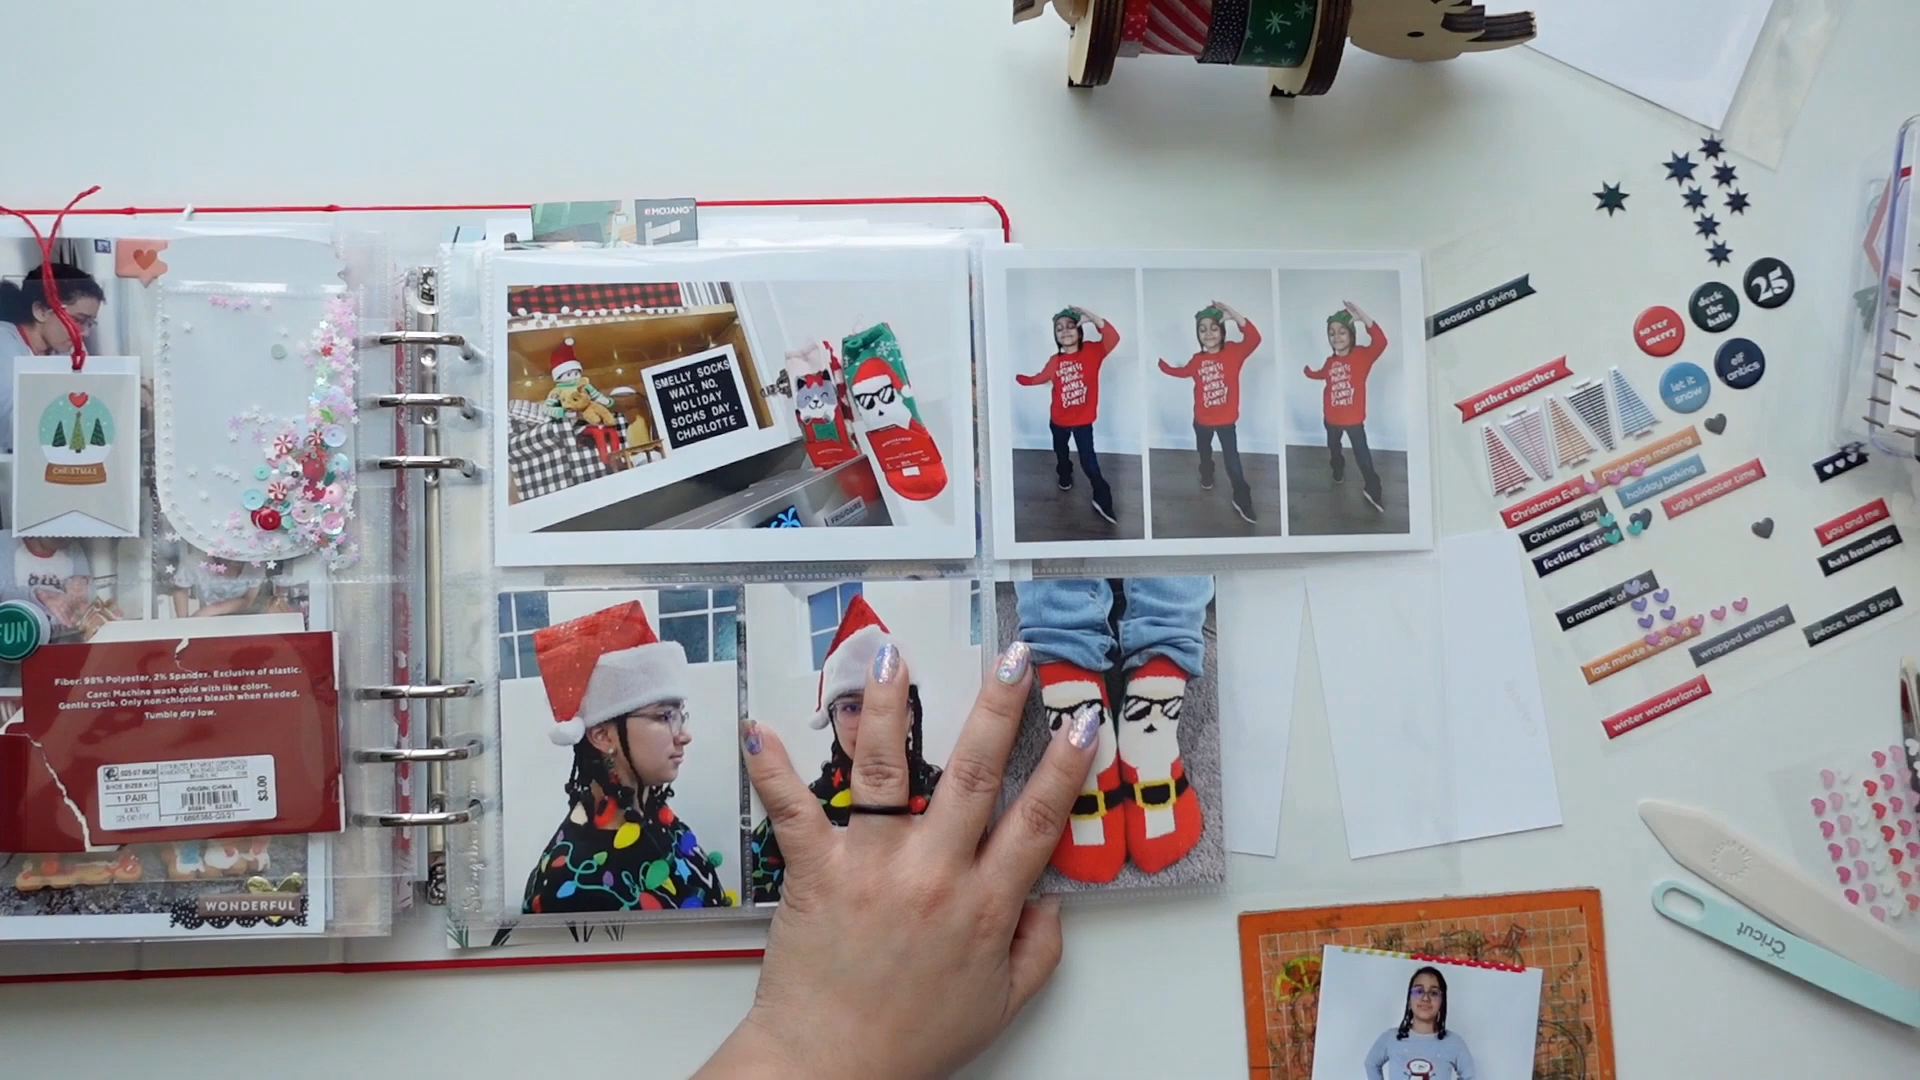 MOJANG
CHRISTMAS
FUN
Fiber: 98% Polyester, 2% Spandex. Exclusive of elastic.
Care: Machine wash cold with like colors.
Gentle cycle. Only non-chlorine bleach when needed.
Tumble dry low.
1 PAIR
ORIGIN: CHINA
$3.00
WONDERFUL
SMELLY SOCKS
WAIT, NO,
HOLIDAY
SOCKS DAY.
CHARLOTTE
FRIGIDAIRE
season of giving
so very
merry
deck
the
halls
25
let it
snow
elf
antics
gather together
Christmas morning
Christmas Eve
holiday baking
ugly sweater time
Christmas day
feeling
you and me
bah humbug
a moment of
peace, love, & joy
last minute
wrapped with love
winter wonderland
Cricut